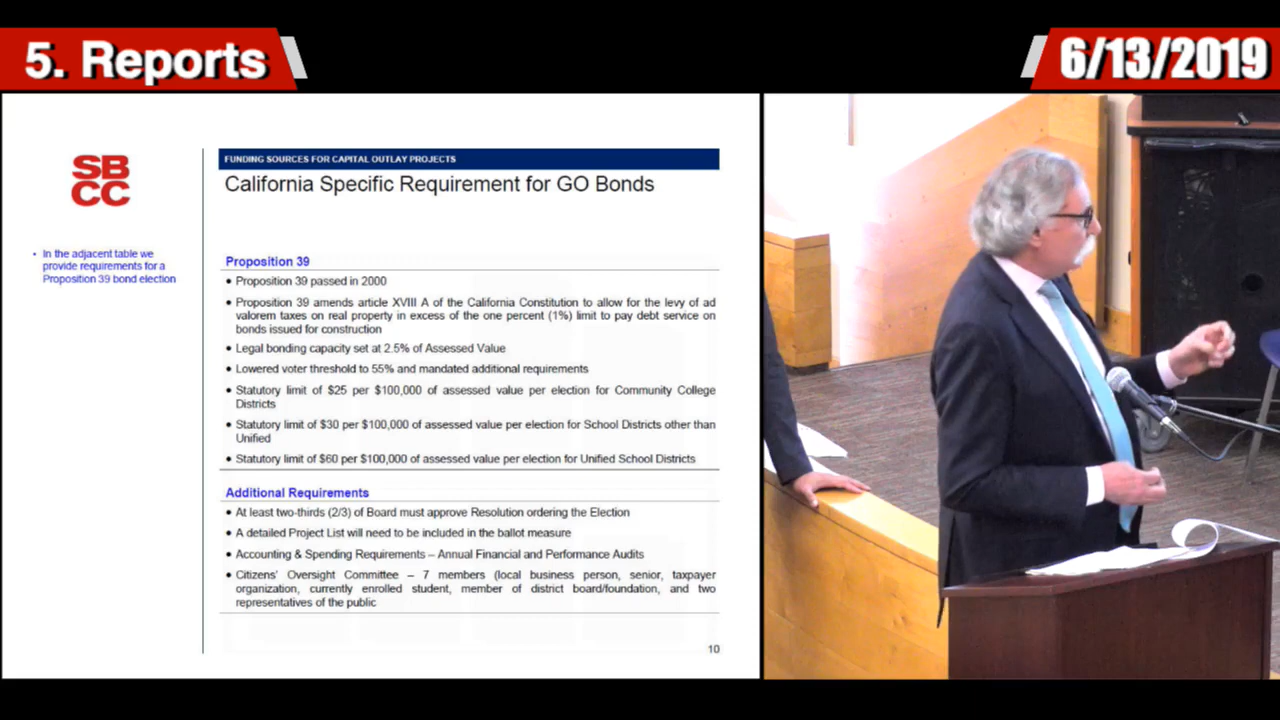 5. Reports
6/13/2019
SB
CC
• In the adjacent table we
provide requirements for a
Proposition 39 bond election
FUNDING SOURCES FOR CAPITAL OUTLAY PROJECTS
California Specific Requirement for GO Bonds
Proposition 39
• Proposition 39 passed in 2000
• Proposition 39 amends article XVIII A of the California Constitution to allow for the levy of ad
valorem taxes on real property in excess of the one percent (1%) limit to pay debt service on
bonds issued for construction
• Legal bonding capacity set at 2.5% of Assessed Value
• Lowered voter threshold to 55% and mandated additional requirements
• Statutory limit of $25 per $100,000 of assessed value per election for Community College
Districts
• Statutory limit of $30 per $100,000 of assessed value per election for School Districts other than
Unified
• Statutory limit of $60 per $100,000 of assessed value per election for Unified School Districts
Additional Requirements
• At least two-thirds (2/3) of Board must approve Resolution ordering the Election
• A detailed Project List will need to be included in the ballot measure
• Accounting & Spending Requirements – Annual Financial and Performance Audits
• Citizens' Oversight Committee – 7 members (local business person, senior, taxpayer
organization, currently enrolled student, member of district board/foundation, and two
representatives of the public
10